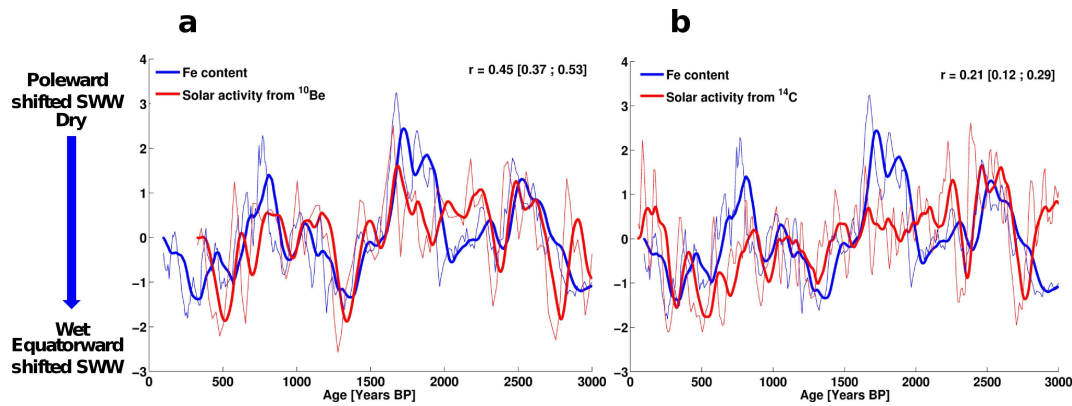 a
b
Poleward
shifted SWW
Dry
Wet
Equatorward
shifted SWW
4
3
2
1
0
−1
−2
−3
Fe content
Solar activity from ¹⁰Be
r = 0.45 [0.37 ; 0.53]
0 500 1000 1500 2000 2500 3000
Age [Years BP]
4
3
2
1
0
−1
−2
−3
Fe content
Solar activity from ¹⁴C
r = 0.21 [0.12 ; 0.29]
0 500 1000 1500 2000 2500 3000
Age [Years BP]